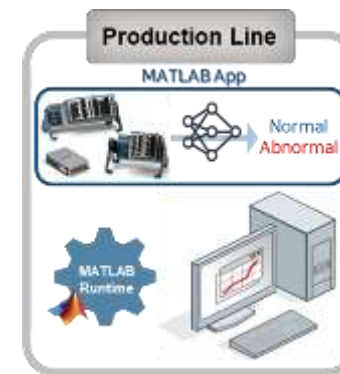 Production Line
MATLAB App
Normal
Abnormal
MATLAB
Runtime